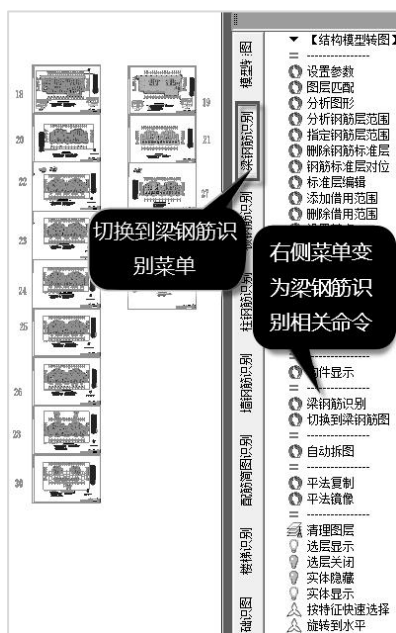 【结构模型转图】
设置参数
图层匹配
分析图形
分析钢筋层范围
指定钢筋层范围
删除钢筋标准层
钢筋标准层对位
标准层编辑
添加借用范围
删除借用范围
切换到梁钢筋识
别菜单
右侧菜单变
为梁钢筋识
别相关命令
构件显示
梁钢筋识别
切换到梁钢筋图
自动拆图
平法复制
平法镜像
清理图层
选层显示
选层关闭
实体隐藏
实体显示
按特征快速选择
旋转到水平
模型转图
梁钢筋识别
柱钢筋识别
墙钢筋识别
配筋简图识别
楼梯识别
18
19
20
21
22
23
24
25
26
28
30